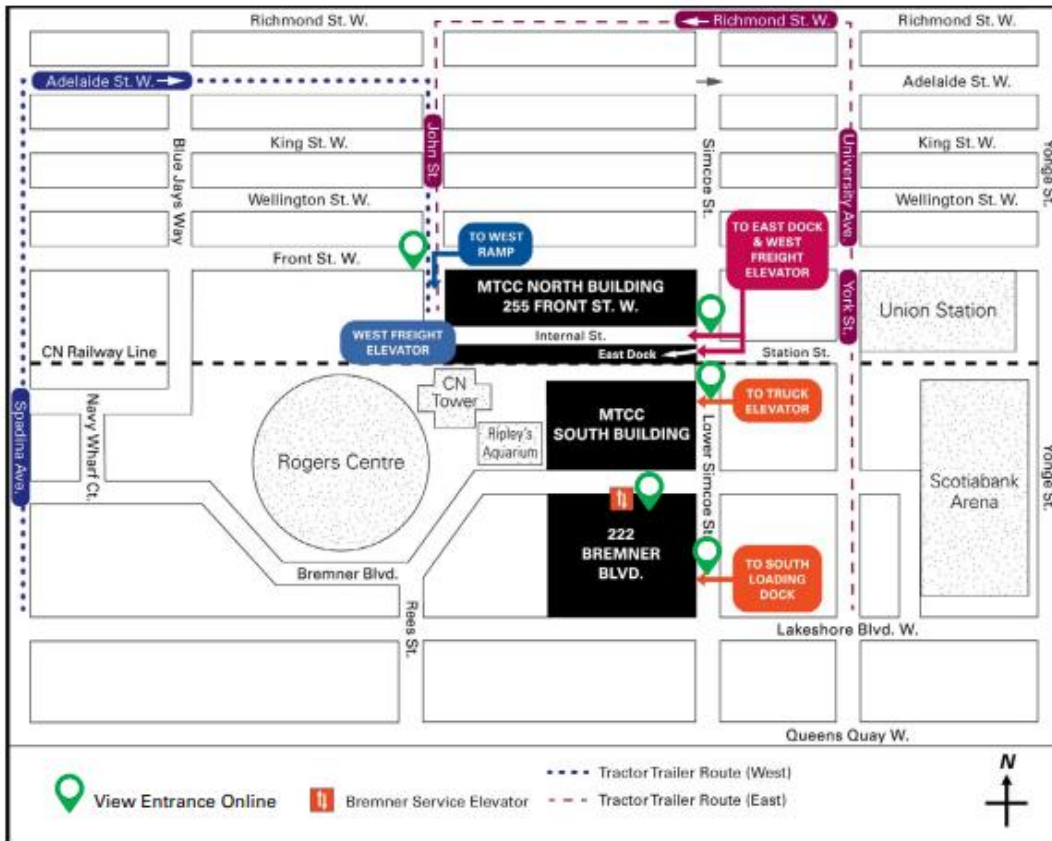 Richmond St. W.
Richmond St. W.
Richmond St. W.
Adelaide St. W.
Adelaide St. W.
John St.
University Ave
Blue Jays Way
Simcoe St.
Yonge St.
King St. W.
King St. W.
Wellington St. W.
Wellington St. W.
TO WEST
RAMP
TO EAST DOCK
& WEST
FREIGHT
ELEVATOR
Front St. W.
MTCC NORTH BUILDING
255 FRONT ST. W.
York St.
Union Station
WEST FREIGHT
ELEVATOR
Internal St.
CN Railway Line
East Dock
Station St.
CN
Tower
TO TRUCK
ELEVATOR
Spadina Ave.
Navy Wharf Ct.
MTCC
SOUTH BUILDING
Lower Simcoe St.
Ripley's
Aquarium
Rogers Centre
Scotiabank
Arena
Yonge St.
222
BREMNER
BLVD.
Bremner Blvd.
TO SOUTH
LOADING
DOCK
Rees St.
Lakeshore Blvd. W.
Queens Quay W.
View Entrance Online
Bremner Service Elevator
Tractor Trailer Route (West)
Tractor Trailer Route (East)
N